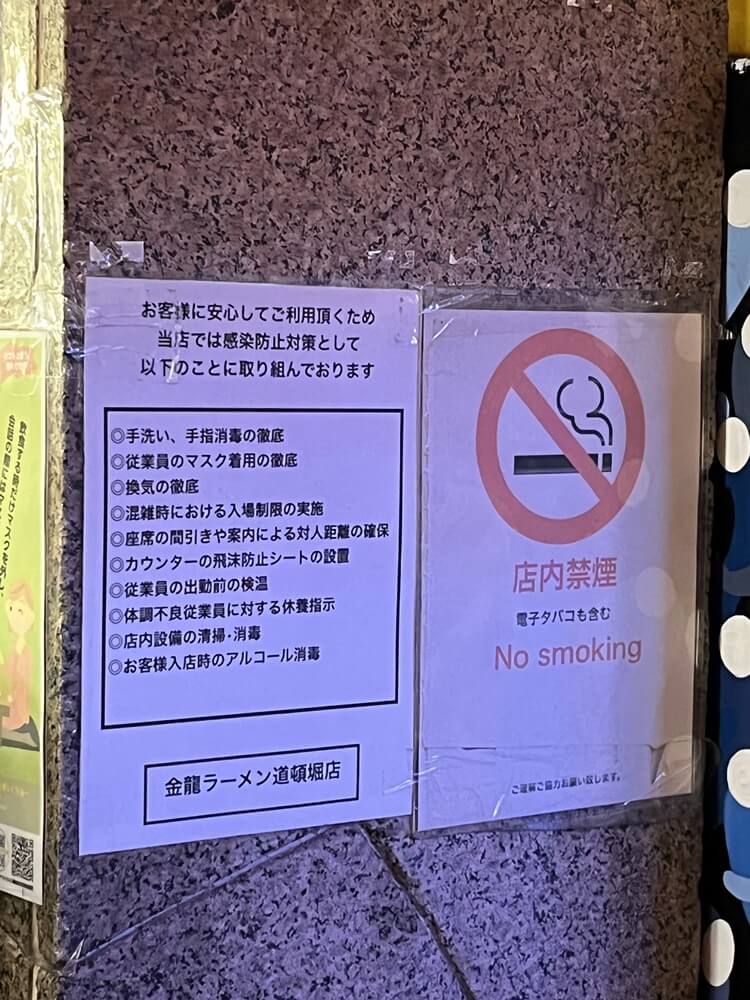 お客様に安心してご利用頂くため
当店では感染防止対策として
以下のことに取り組んでおります
◎手洗い、手指消毒の徹底
◎従業員のマスク着用の徹底
◎換気の徹底
◎混雑時における入場制限の実施
◎座席の間引きや案内による対人距離の確保
◎カウンターの飛沫防止シートの設置
◎従業員の出勤前の検温
◎体調不良従業員に対する休養指示
◎店内設備の清掃・消毒
◎お客様入店時のアルコール消毒
金龍ラーメン道頓堀店
店内禁煙
電子タバコも含む
No smoking
ご理解ご協力お願い致します。